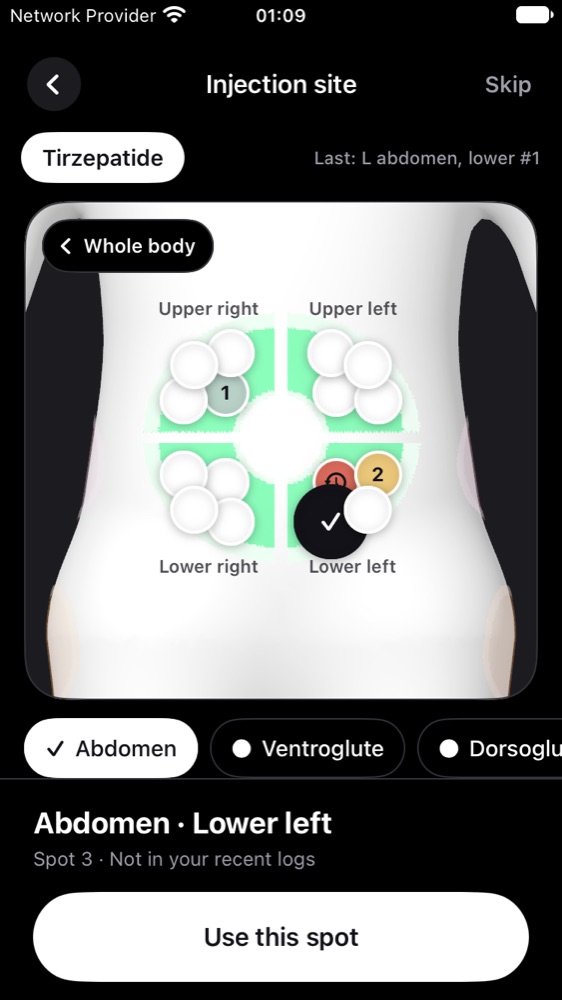 Network Provider 01:09
Injection site
Skip
Tirzepatide
Last: L abdomen, lower #1
Whole body
Upper right
Upper left
1
2
Lower right
Lower left
Abdomen
Ventroglute
Dorsoglu
Abdomen · Lower left
Spot 3 · Not in your recent logs
Use this spot